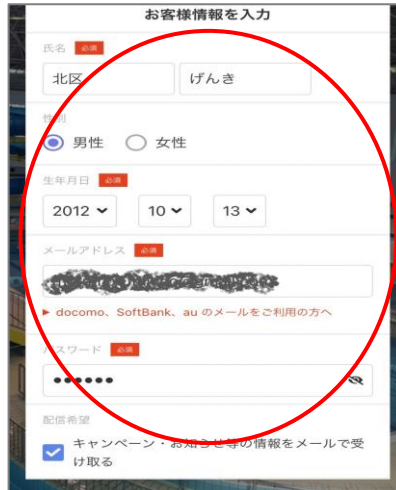 お客様情報を入力
氏名 必須
北区 げんき
性別
男性 女性
生年月日 必須
2012 10 13
メールアドレス 必須
▶ docomo、SoftBank、au のメールをご利用の方へ
パスワード 必須
••••••
配信希望
キャンペーン・お知らせ等の情報をメールで受
け取る